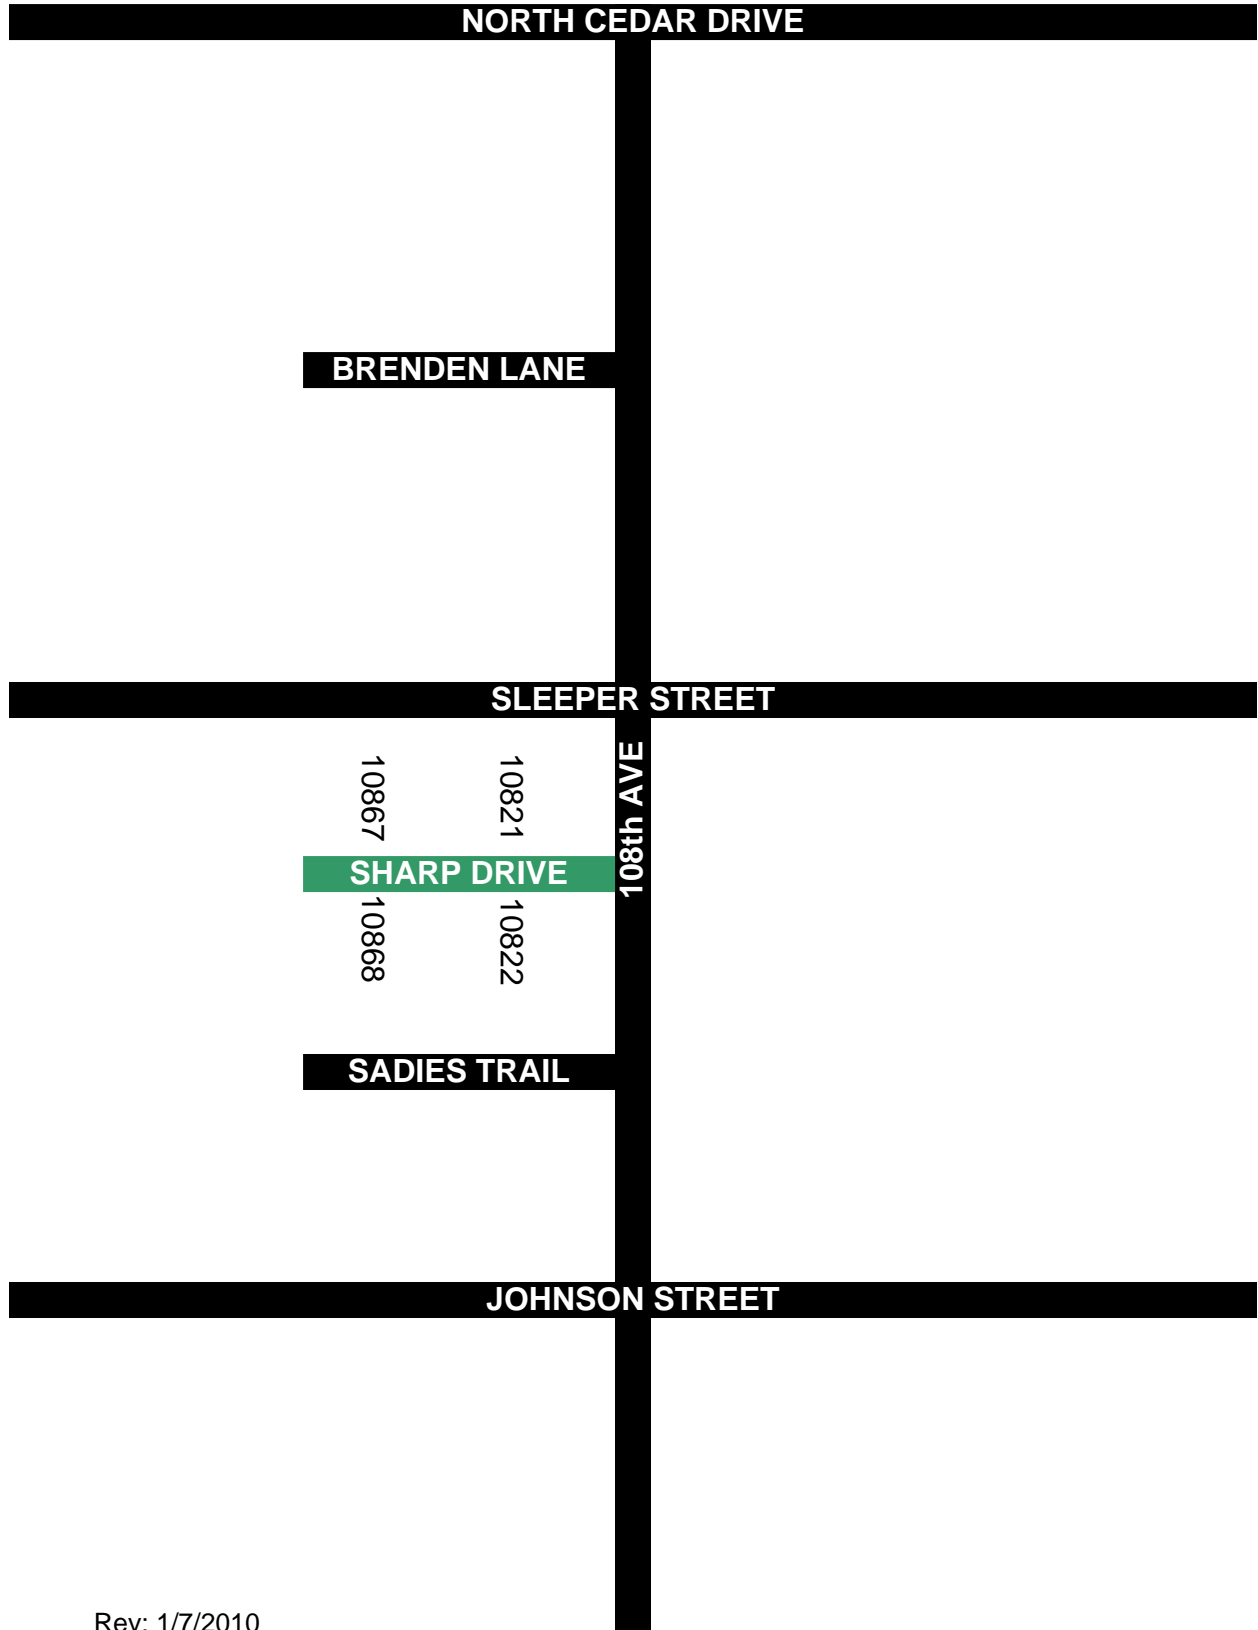 NORTH CEDAR DRIVE
BRENDEN LANE
SLEEPER STREET
108th AVE
10867
10821
SHARP DRIVE
10868
10822
SADIES TRAIL
JOHNSON STREET
Rev: 1/7/2010